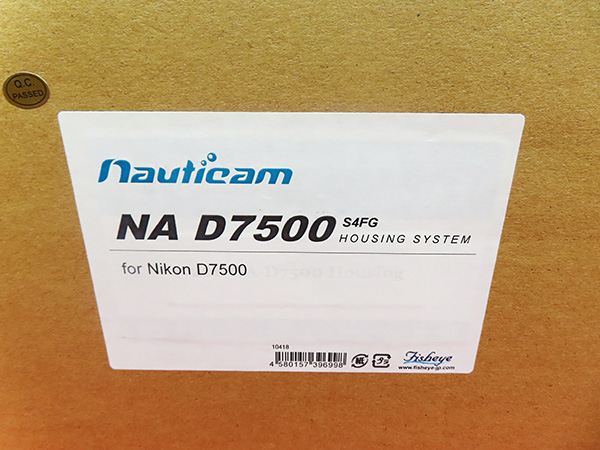 Q.C.
PASSED
Nauticam
NA D7500 S4FG
HOUSING SYSTEM
for Nikon D7500
10418
4 580157 396998
Fisheye
www.fisheye-jp.com